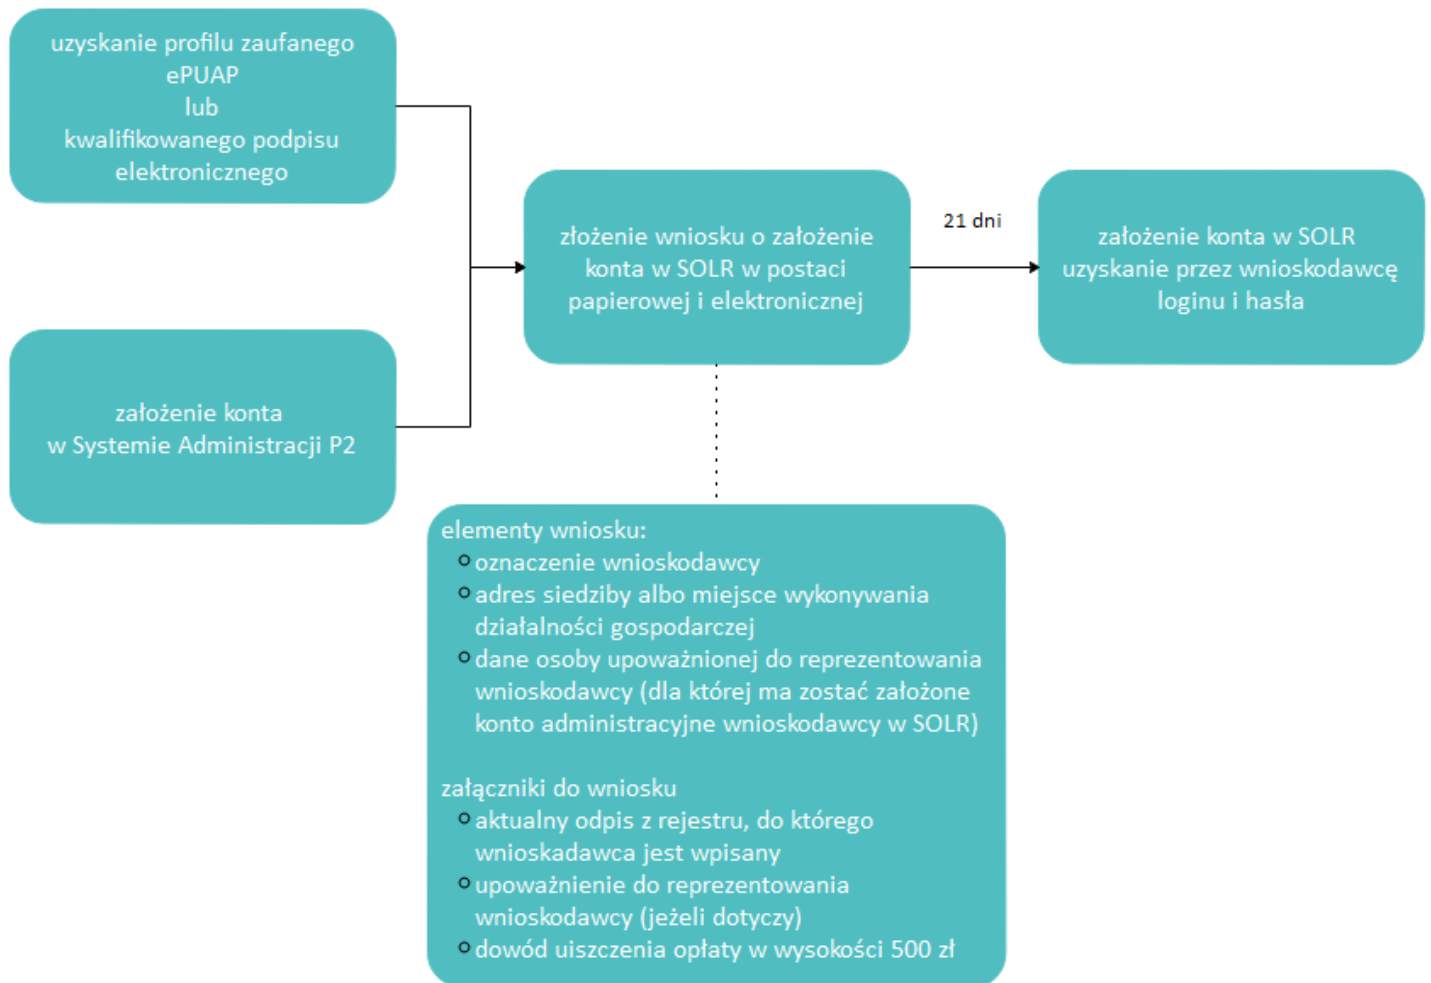 uzyskanie profilu zaufanego
ePUAP
lub
kwalifikowanego podpisu
elektronicznego
założenie konta
w Systemie Administracji P2
złożenie wniosku o założenie
konta w SOLR w postaci
papierowej i elektronicznej
21 dni
założenie konta w SOLR
uzyskanie przez wnioskodawcę
loginu i hasła
elementy wniosku:
oznaczenie wnioskodawcy
adres siedziby albo miejsce wykonywania
działalności gospodarczej
dane osoby upoważnionej do reprezentowania
wnioskodawcy (dla której ma zostać założone
konto administracyjne wnioskodawcy w SOLR)
załączniki do wniosku
aktualny odpis z rejestru, do którego
wnioskadawca jest wpisany
upoważnienie do reprezentowania
wnioskodawcy (jeżeli dotyczy)
dowód uiszczenia opłaty w wysokości 500 zł